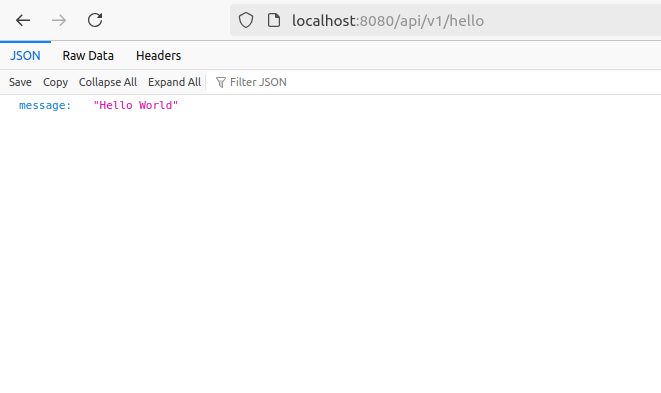 localhost:8080/api/v1/hello
JSON Raw Data Headers
Save Copy Collapse All Expand All Filter JSON
message: "Hello World"